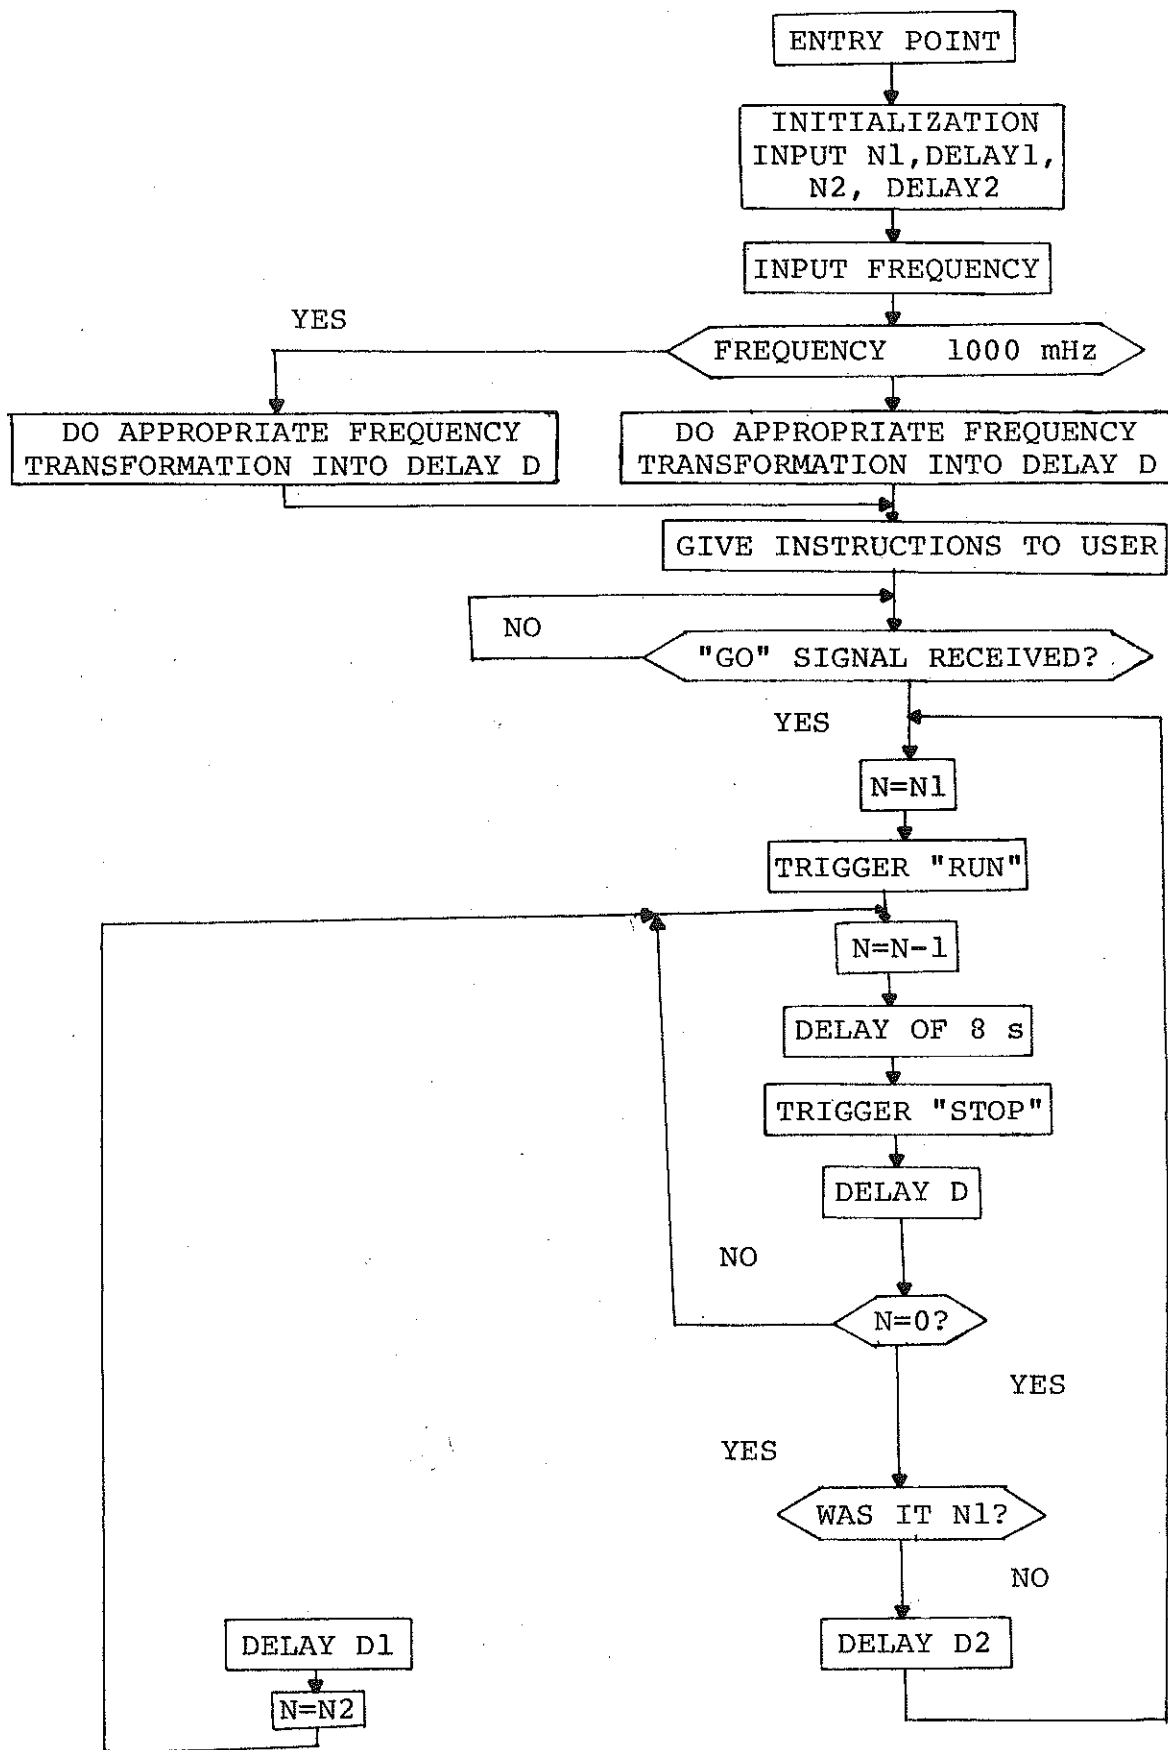 ENTRY POINT
INITIALIZATION
INPUT N1,DELAY1,
N2, DELAY2
INPUT FREQUENCY
YES
FREQUENCY 1000 mHz
DO APPROPRIATE FREQUENCY
TRANSFORMATION INTO DELAY D
DO APPROPRIATE FREQUENCY
TRANSFORMATION INTO DELAY D
GIVE INSTRUCTIONS TO USER
NO
"GO" SIGNAL RECEIVED?
YES
N=N1
TRIGGER "RUN"
N=N-1
DELAY OF 8 s
TRIGGER "STOP"
DELAY D
NO
N=0?
YES
YES
WAS IT N1?
NO
DELAY D1
DELAY D2
N=N2